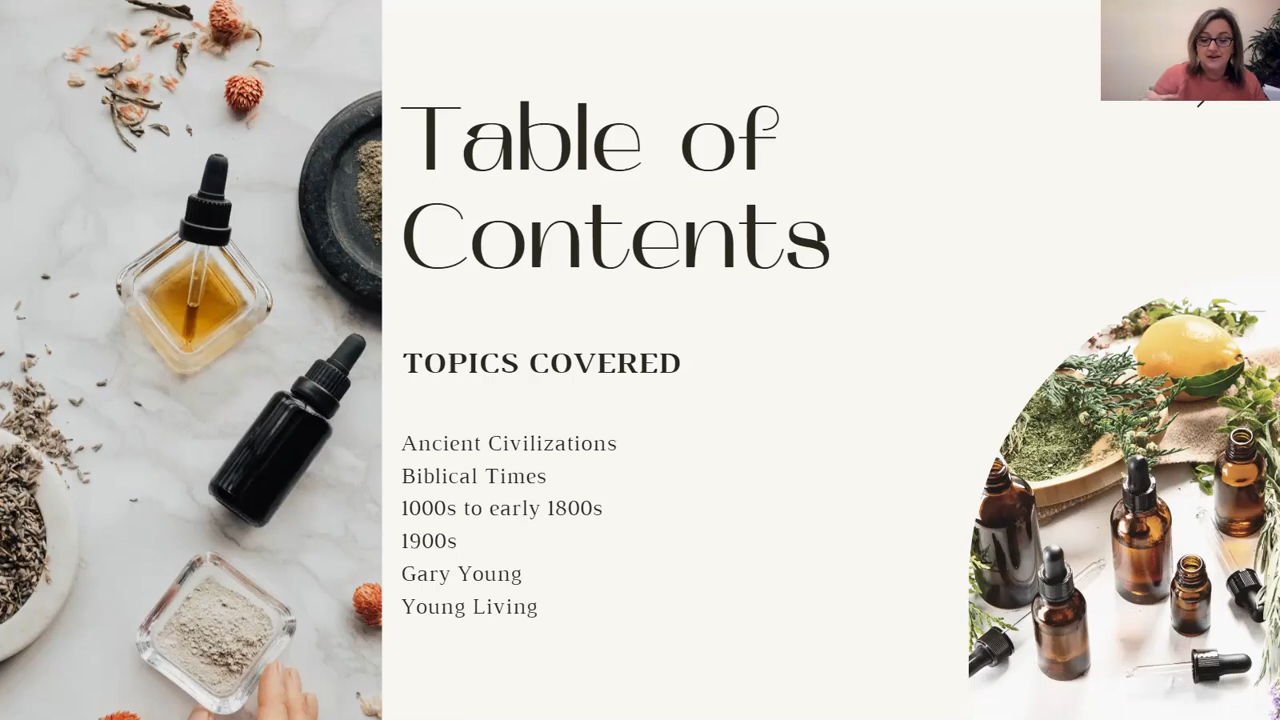 Table of
Contents
TOPICS COVERED
Ancient Civilizations
Biblical Times
1000s to early 1800s
1900s
Gary Young
Young Living